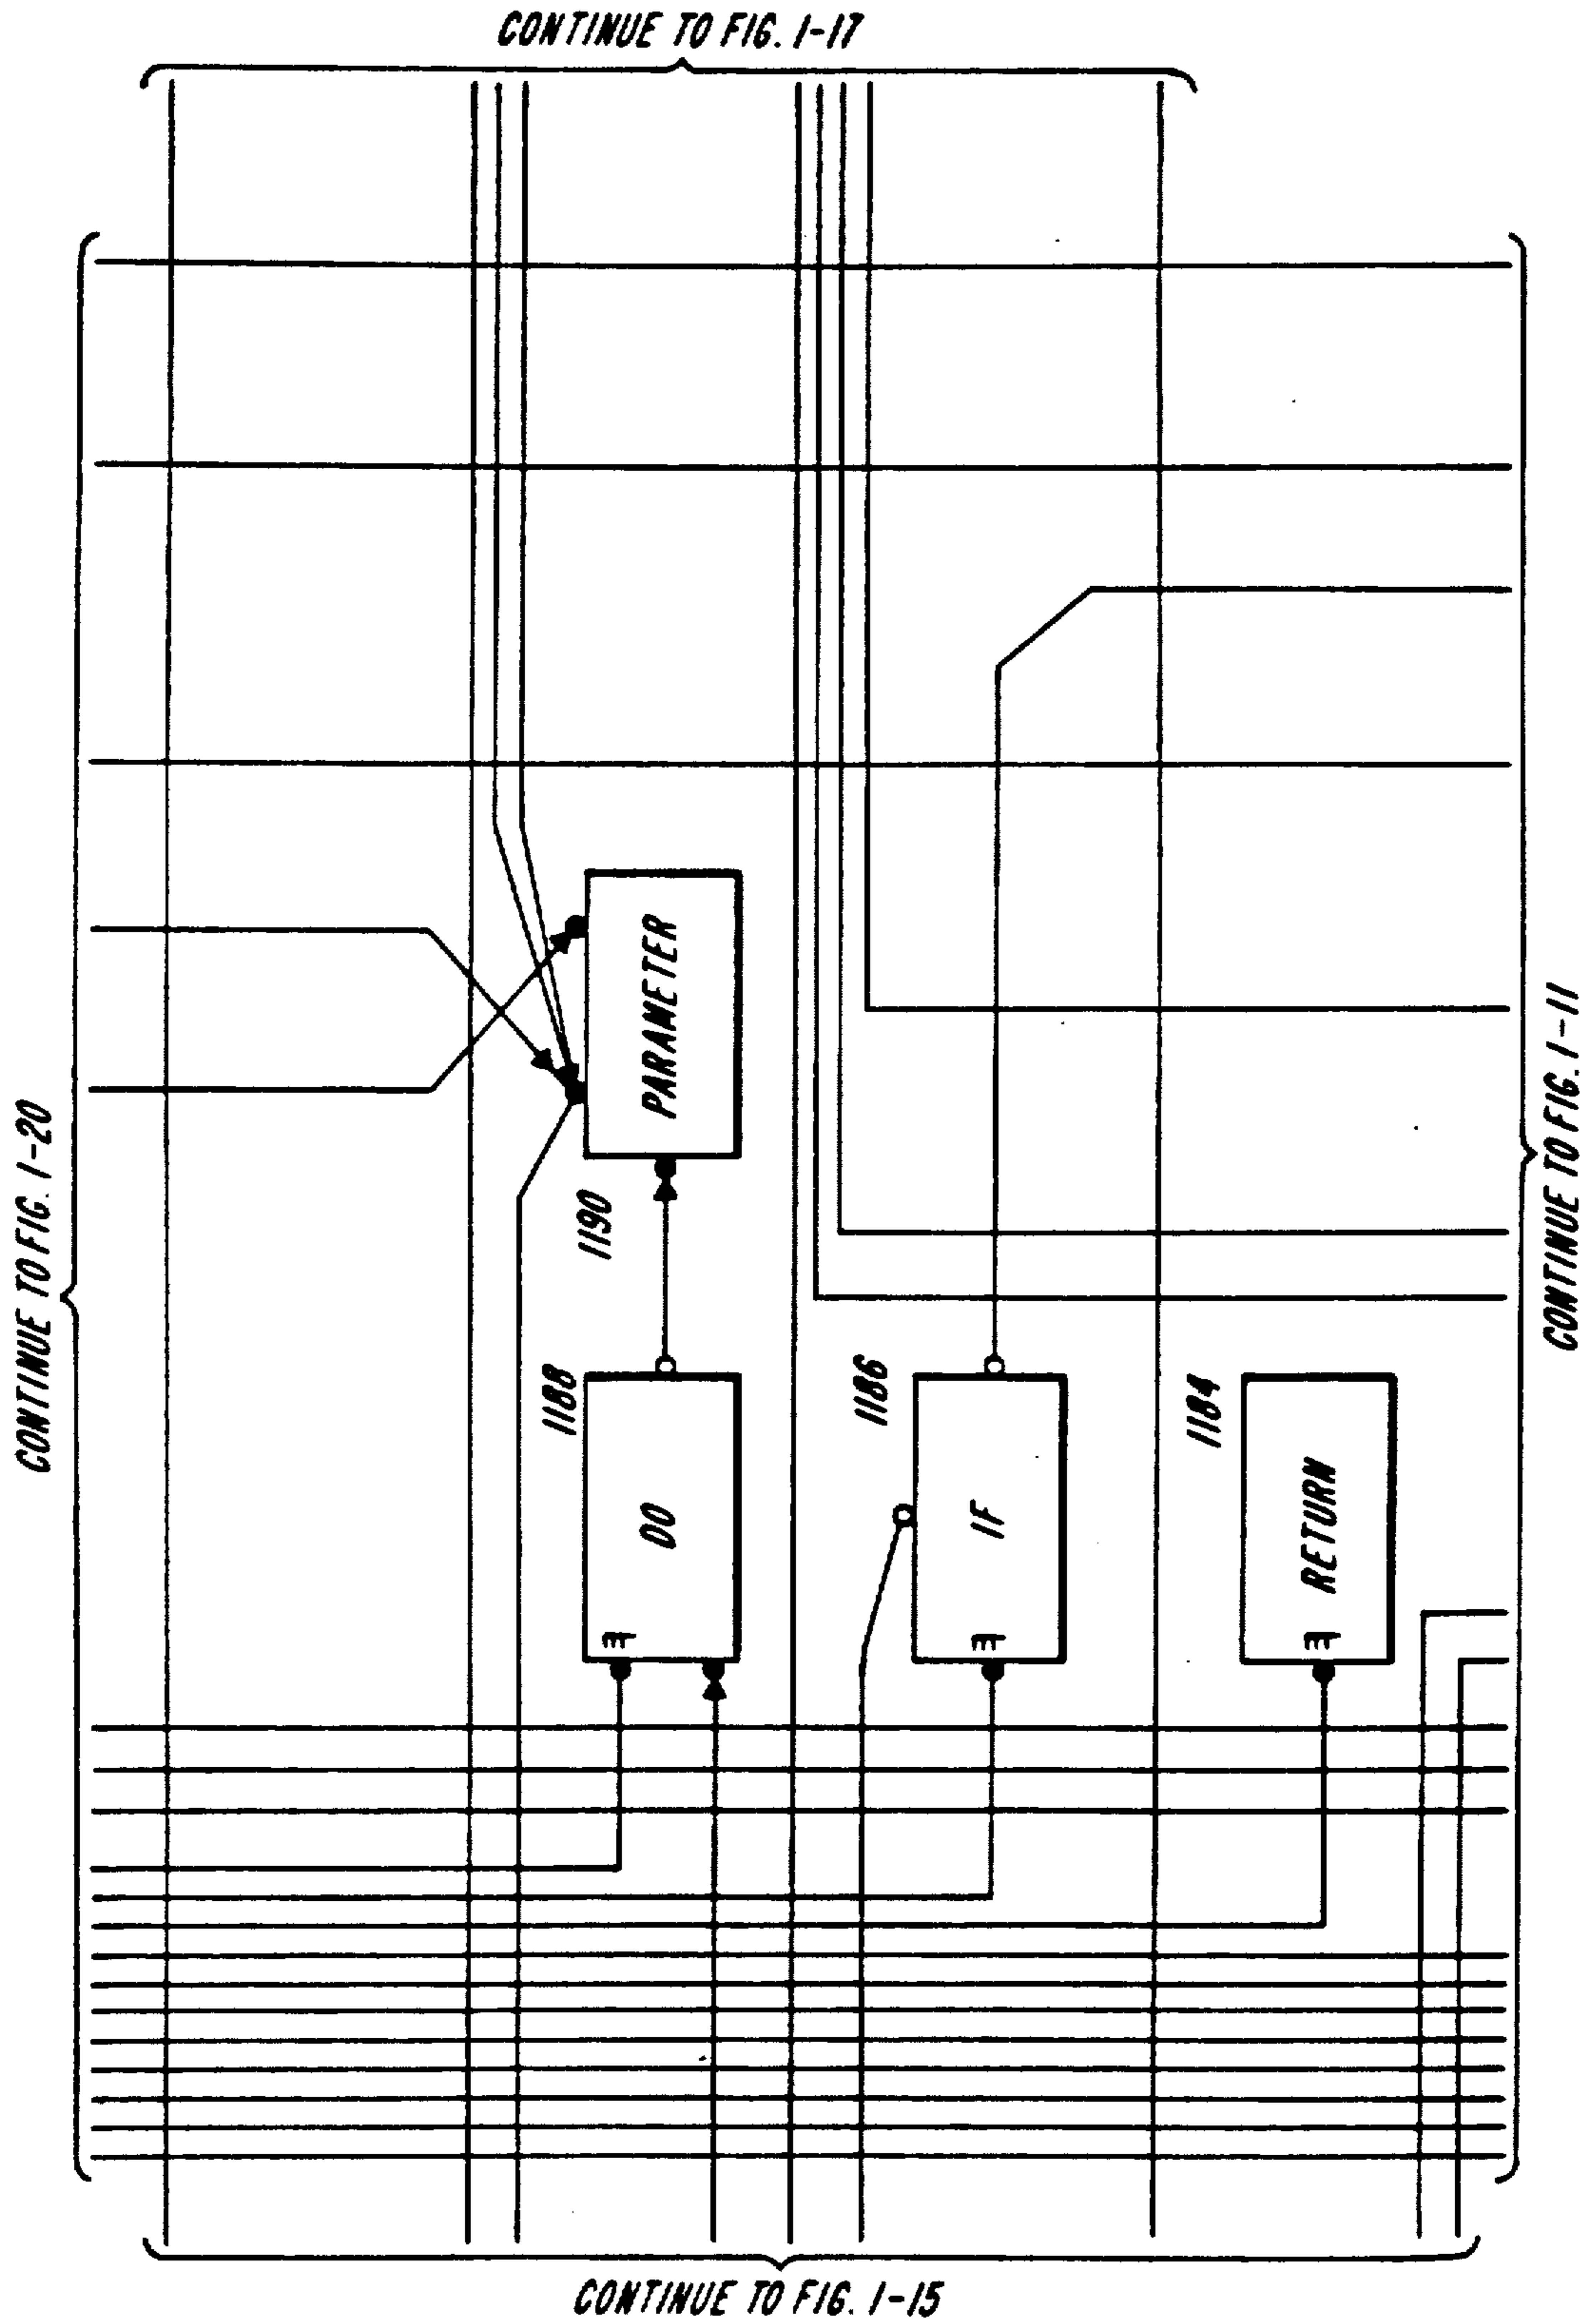 CONTINUE TO FIG. 1-17
CONTINUE TO FIG. 1-20
PARAMETER
1190
DO
1188
IF
1186
RETURN
1184
CONTINUE TO FIG. 1-11
CONTINUE TO FIG. 1-15